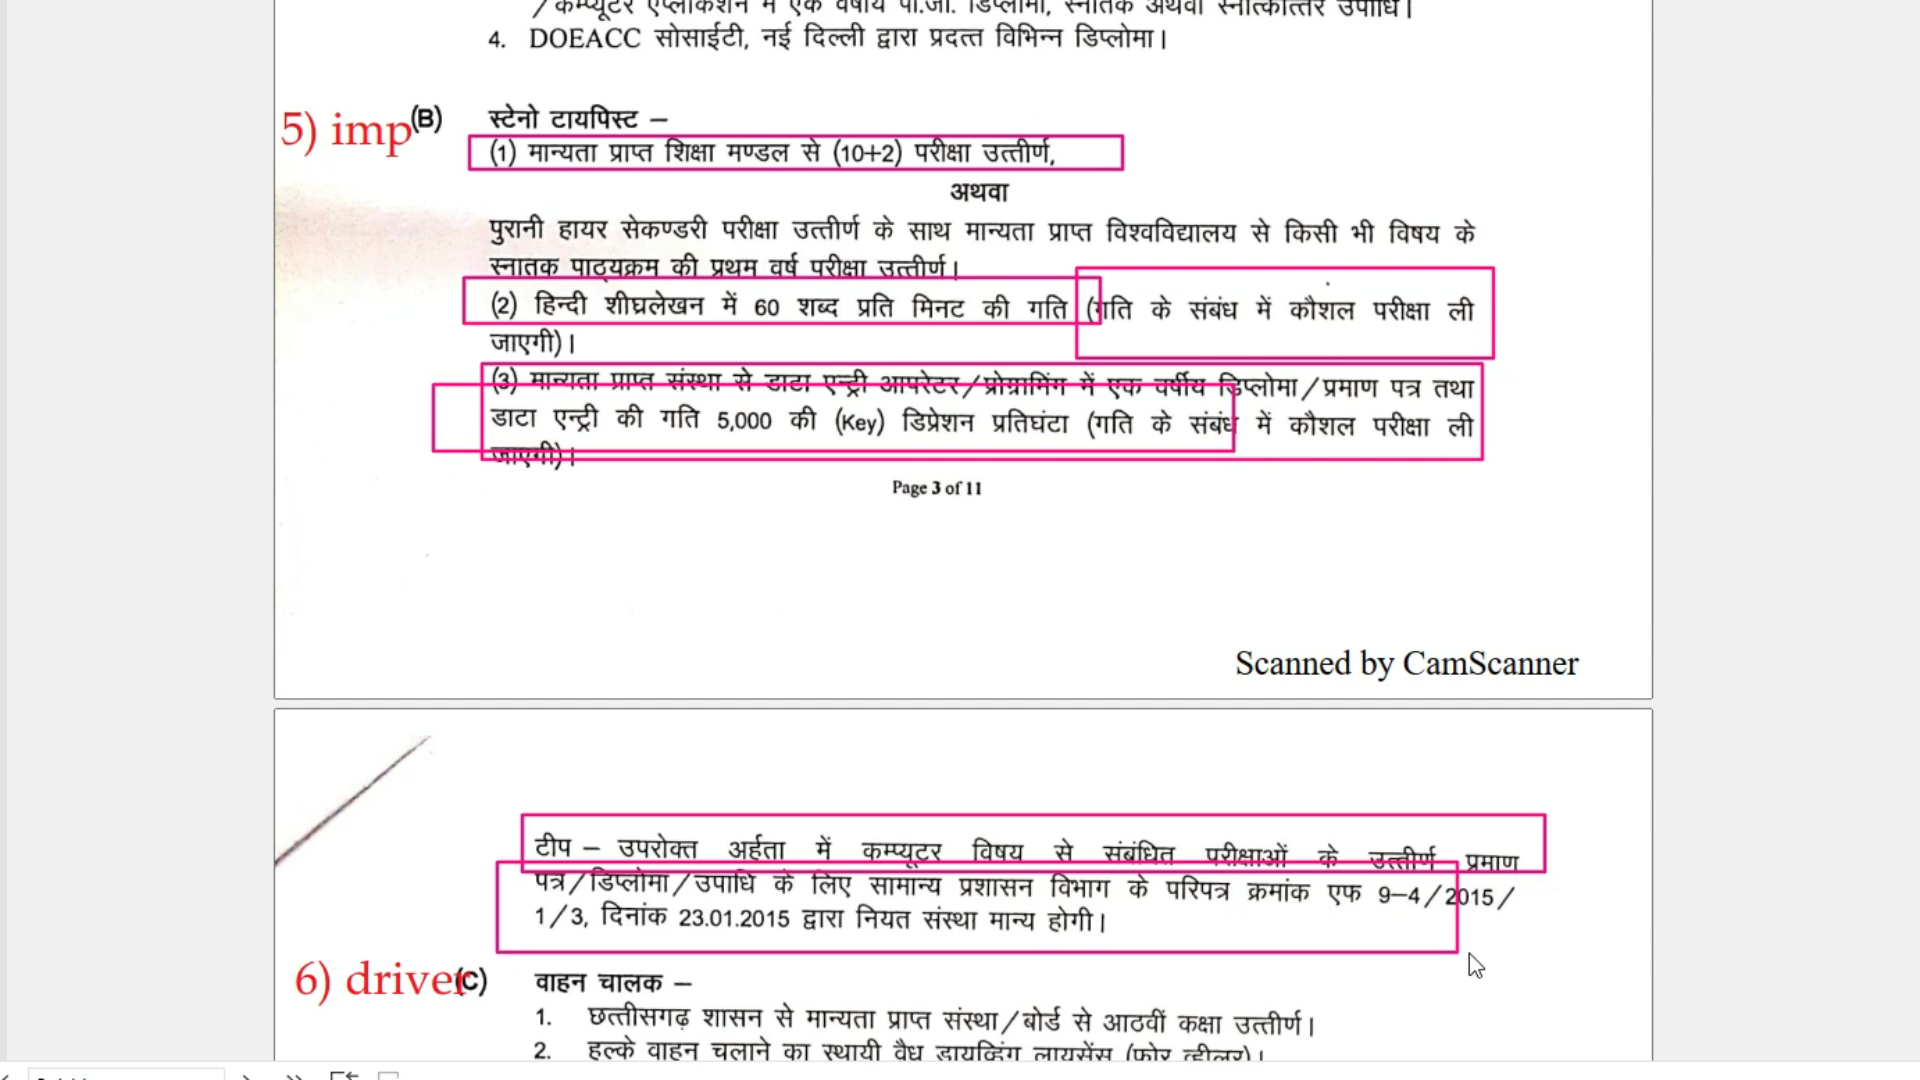 /कम्प्यूटर एप्लीकेशन में एक वर्षीय पी.जी. डिप्लोमा, स्नातक अथवा स्नात्कोत्तर उपाधि।
4. DOEACC सोसाईटी, नई दिल्ली द्वारा प्रदत्त विभिन्न डिप्लोमा।
5) imp (B) स्टेनो टायपिस्ट –
(1) मान्यता प्राप्त शिक्षा मण्डल से (10+2) परीक्षा उत्तीर्ण,
अथवा
पुरानी हायर सेकण्डरी परीक्षा उत्तीर्ण के साथ मान्यता प्राप्त विश्वविद्यालय से किसी भी विषय के
स्नातक पाठ्यक्रम की प्रथम वर्ष परीक्षा उत्तीर्ण।
(2) हिन्दी शीघ्रलेखन में 60 शब्द प्रति मिनट की गति (गति के संबंध में कौशल परीक्षा ली
जाएगी)।
(3) मान्यता प्राप्त संस्था से डाटा एन्ट्री आपरेटर/प्रोग्रामिंग में एक वर्षीय डिप्लोमा/प्रमाण पत्र तथा
डाटा एन्ट्री की गति 5,000 की (Key) डिप्रेशन प्रतिघंटा (गति के संबंध में कौशल परीक्षा ली
जाएगी)।
Page 3 of 11
Scanned by CamScanner
टीप – उपरोक्त अर्हता में कम्प्यूटर विषय से संबंधित परीक्षाओं के उत्तीर्ण प्रमाण
पत्र/डिप्लोमा/उपाधि के लिए सामान्य प्रशासन विभाग के परिपत्र क्रमांक एफ 9–4/2015/
1/3, दिनांक 23.01.2015 द्वारा नियत संस्था मान्य होगी।
6) driver (C) वाहन चालक –
1. छत्तीसगढ़ शासन से मान्यता प्राप्त संस्था/बोर्ड से आठवीं कक्षा उत्तीर्ण।
2. हल्के वाहन चलाने का स्थायी वैध ड्रायव्हिंग लायसेंस (फोर व्हीलर)।